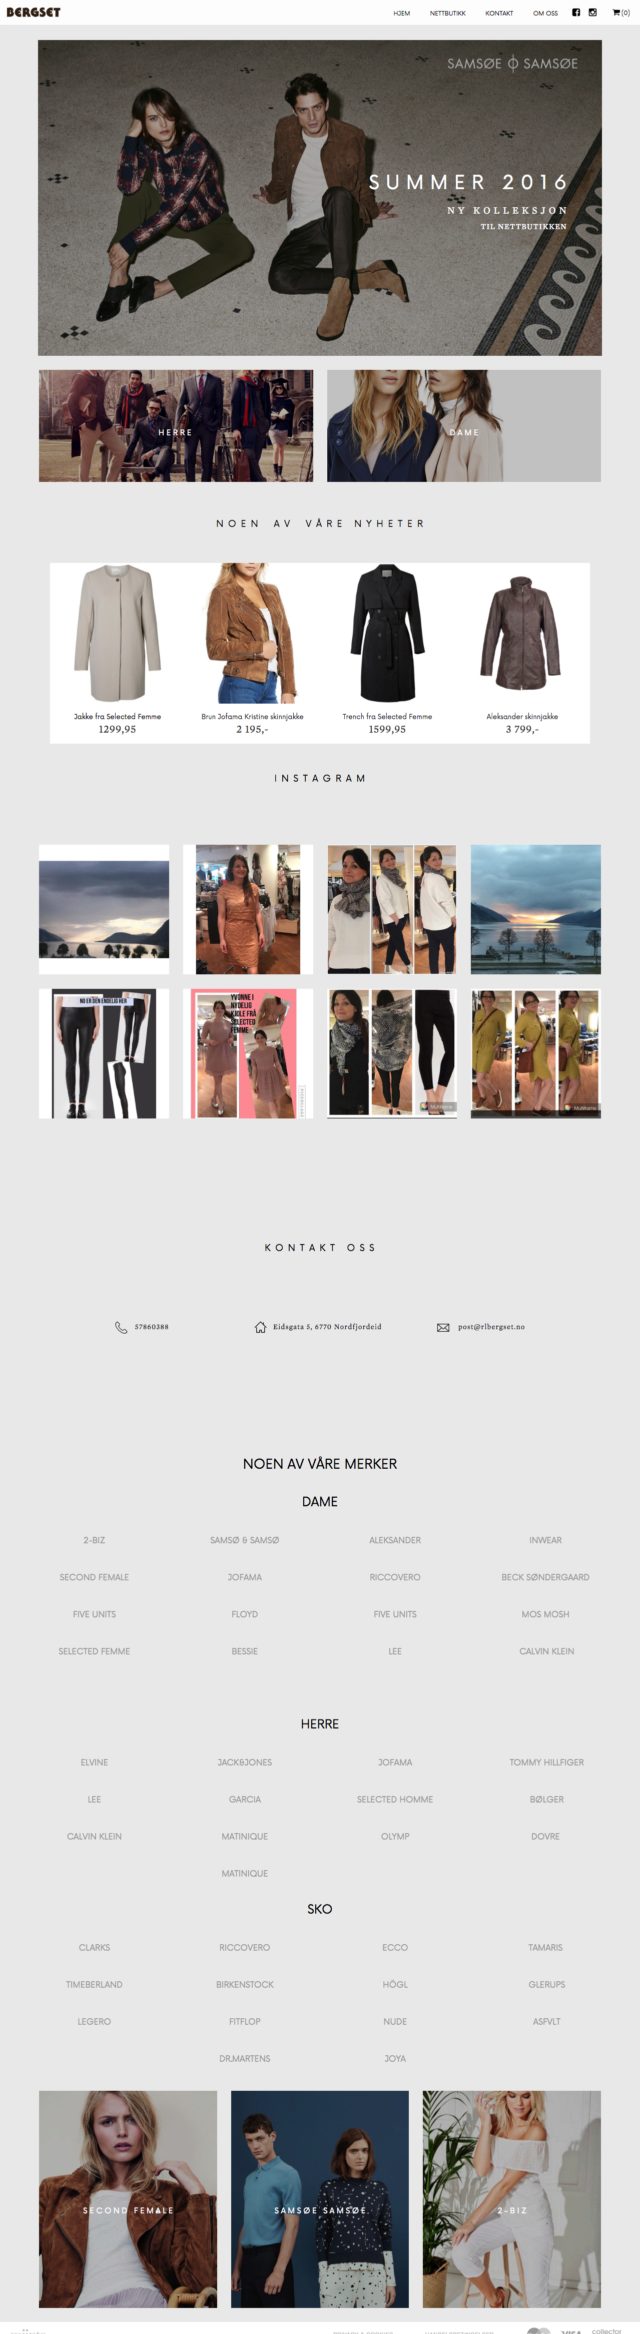 BERGSET
HJEM NETTBUTIKK KONTAKT OM OSS (0)
SAMSØE SAMSØE
SUMMER 2016
NY KOLLEKSJON
TIL NETTBUTIKKEN
HERRE DAME
NOEN AV VÅRE NYHETER
Jakke fra Selected Femme Brun Jofama Kristine skinnjakke Trench fra Selected Femme Aleksander skinnjakke
1299,95 2 195,- 1599,95 3 799,-
INSTAGRAM
NO ER DEN ENDELIG HER
YVONNE I
NYDELIG
KJOLE FRÅ
SELECTED
FEMME
KONTAKT OSS
57860388 Eidsgata 5, 6770 Nordfjordeid post@rlbergset.no
NOEN AV VÅRE MERKER
DAME
2-BIZ SAMSØ & SAMSØ ALEKSANDER INWEAR
SECOND FEMALE JOFAMA RICCOVERO BECK SØNDERGAARD
FIVE UNITS FLOYD FIVE UNITS MOS MOSH
SELECTED FEMME BESSIE LEE CALVIN KLEIN
HERRE
ELVINE JACK&JONES JOFAMA TOMMY HILLFIGER
LEE GARCIA SELECTED HOMME BØLGER
CALVIN KLEIN MATINIQUE OLYMP DOVRE
MATINIQUE
SKO
CLARKS RICCOVERO ECCO TAMARIS
TIMEBERLAND BIRKENSTOCK HÖGL GLERUPS
LEGERO FITFLOP NUDE ASFVLT
DR.MARTENS JOYA
SECOND FEMALE SAMSØE SAMSØE 2-BIZ
VISA collector